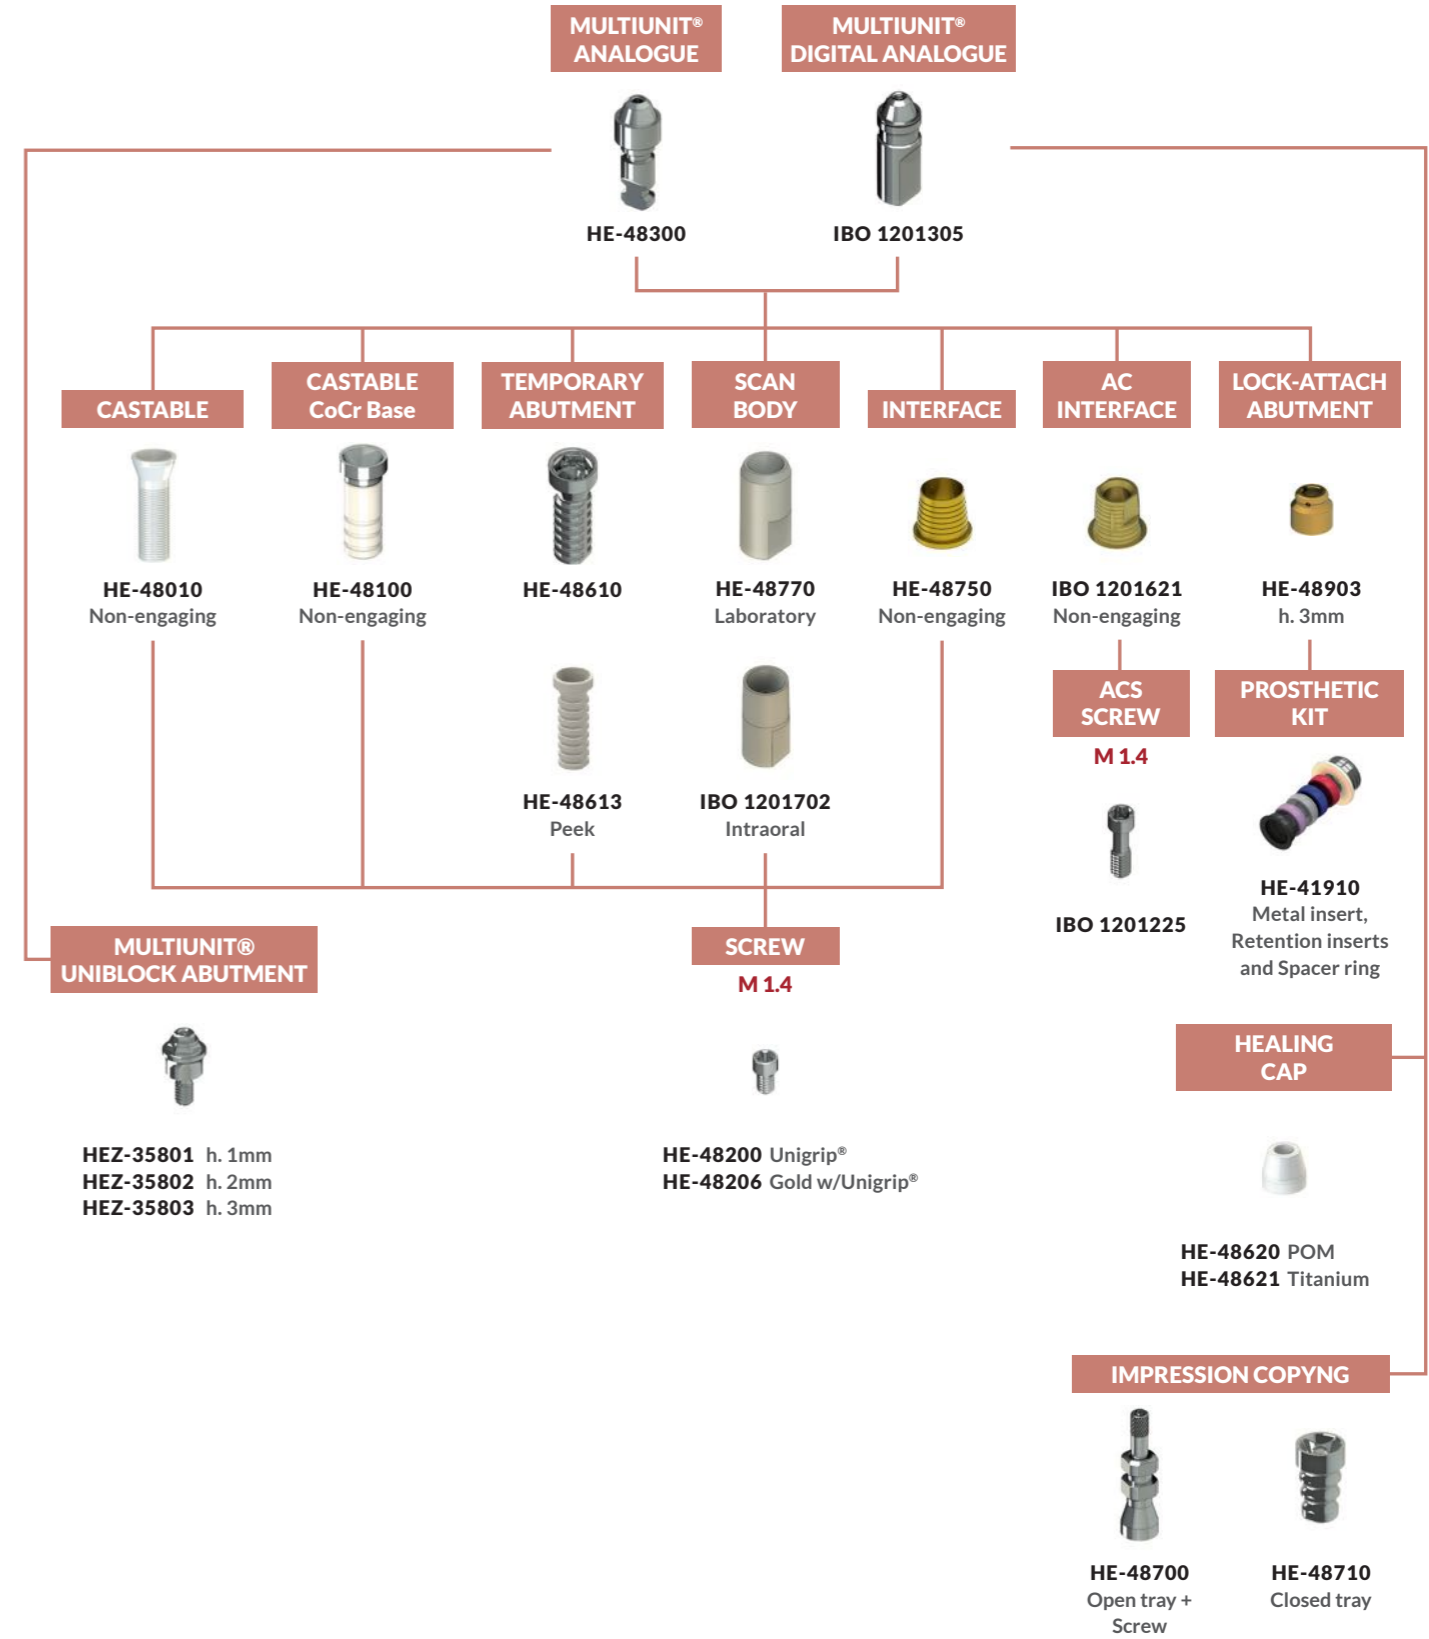 MULTIUNIT®
ANALOGUE
MULTIUNIT®
DIGITAL ANALOGUE
HE-48300
IBO 1201305
CASTABLE
CASTABLE
CoCr Base
TEMPORARY
ABUTMENT
SCAN
BODY
INTERFACE
AC
INTERFACE
LOCK-ATTACH
ABUTMENT
HE-48010
Non-engaging
HE-48100
Non-engaging
HE-48610
HE-48770
Laboratory
HE-48750
Non-engaging
IBO 1201621
Non-engaging
HE-48903
h. 3mm
ACS
SCREW
M 1.4
PROSTHETIC
KIT
HE-48613
Peek
IBO 1201702
Intraoral
IBO 1201225
HE-41910
Metal insert,
Retention inserts
and Spacer ring
MULTIUNIT®
UNIBLOCK ABUTMENT
SCREW
M 1.4
HEALING
CAP
HEZ-35801 h. 1mm
HEZ-35802 h. 2mm
HEZ-35803 h. 3mm
HE-48200 Unigrip®
HE-48206 Gold w/Unigrip®
HE-48620 POM
HE-48621 Titanium
IMPRESSION COPYNG
HE-48700
Open tray +
Screw
HE-48710
Closed tray